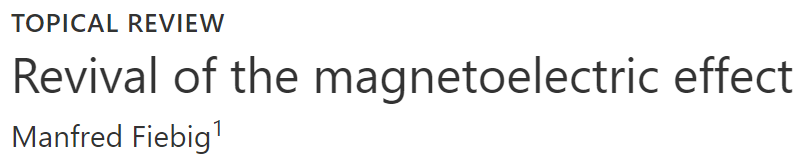 TOPICAL REVIEW
Revival of the magnetoelectric effect
Manfred Fiebig¹